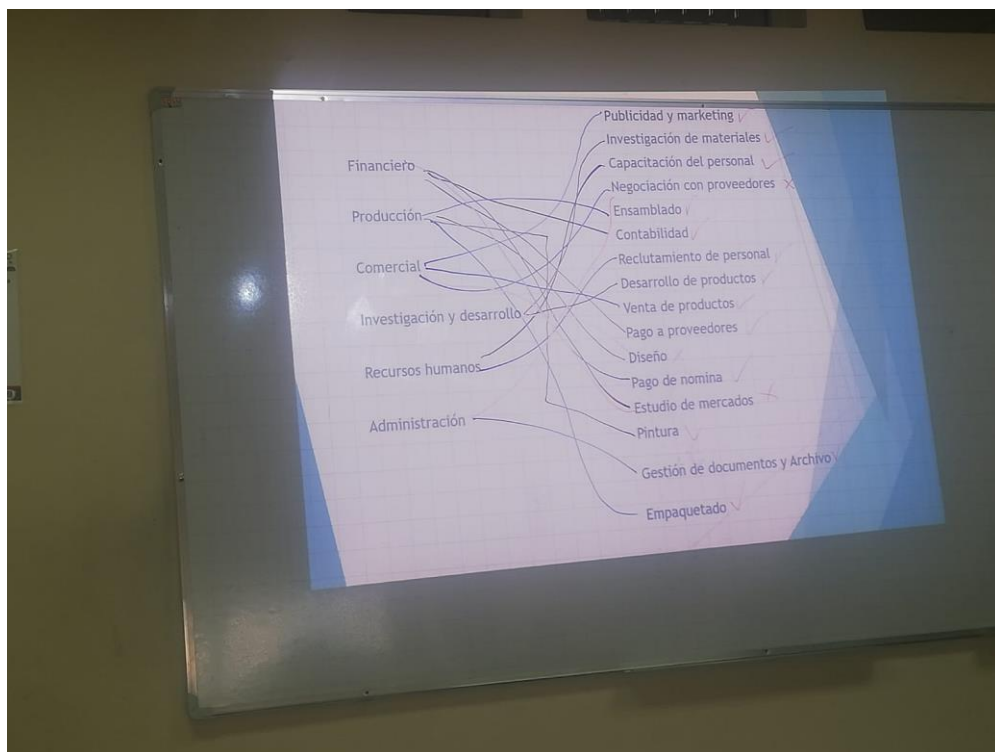 Financiero
Producción
Comercial
Investigación y desarrollo
Recursos humanos
Administración
Publicidad y marketing
Investigación de materiales
Capacitación del personal
Negociación con proveedores
Ensamblado
Contabilidad
Reclutamiento de personal
Desarrollo de productos
Venta de productos
Pago a proveedores
Diseño
Pago de nomina
Estudio de mercados
Pintura
Gestión de documentos y Archivo
Empaquetado